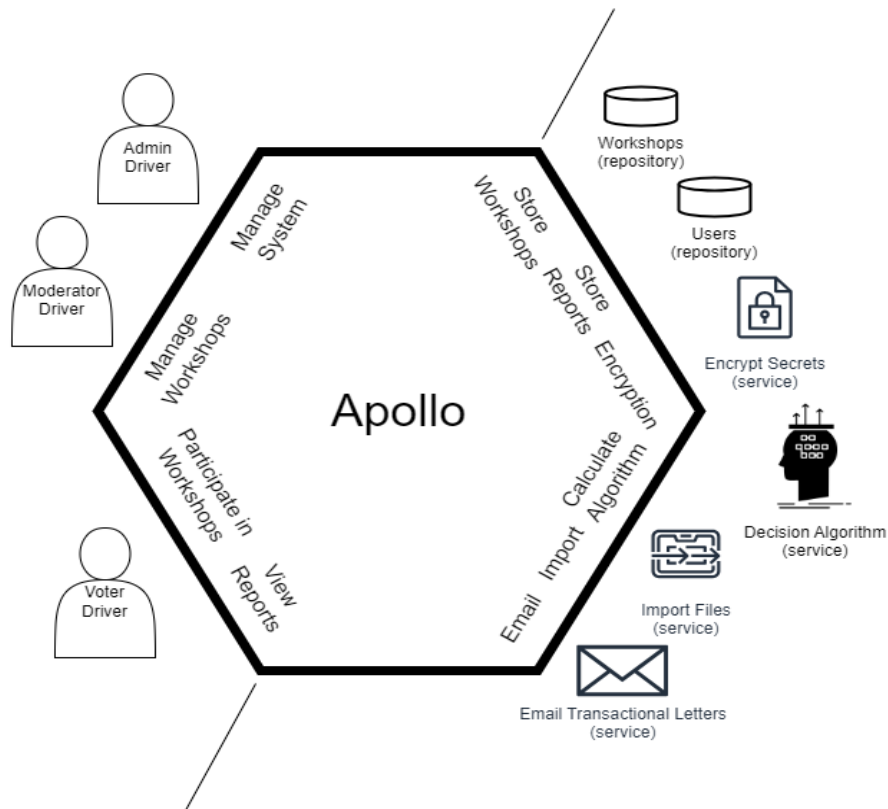 Admin
Driver
Moderator
Driver
Voter
Driver
Manage
System
Manage
Workshops
Participate in
Workshops
View
Reports
Apollo
Store
Workshops
Store
Reports
Encryption
Calculate
Algorithm
Import
Email
Workshops
(repository)
Users
(repository)
Encrypt Secrets
(service)
Decision Algorithm
(service)
Import Files
(service)
Email Transactional Letters
(service)